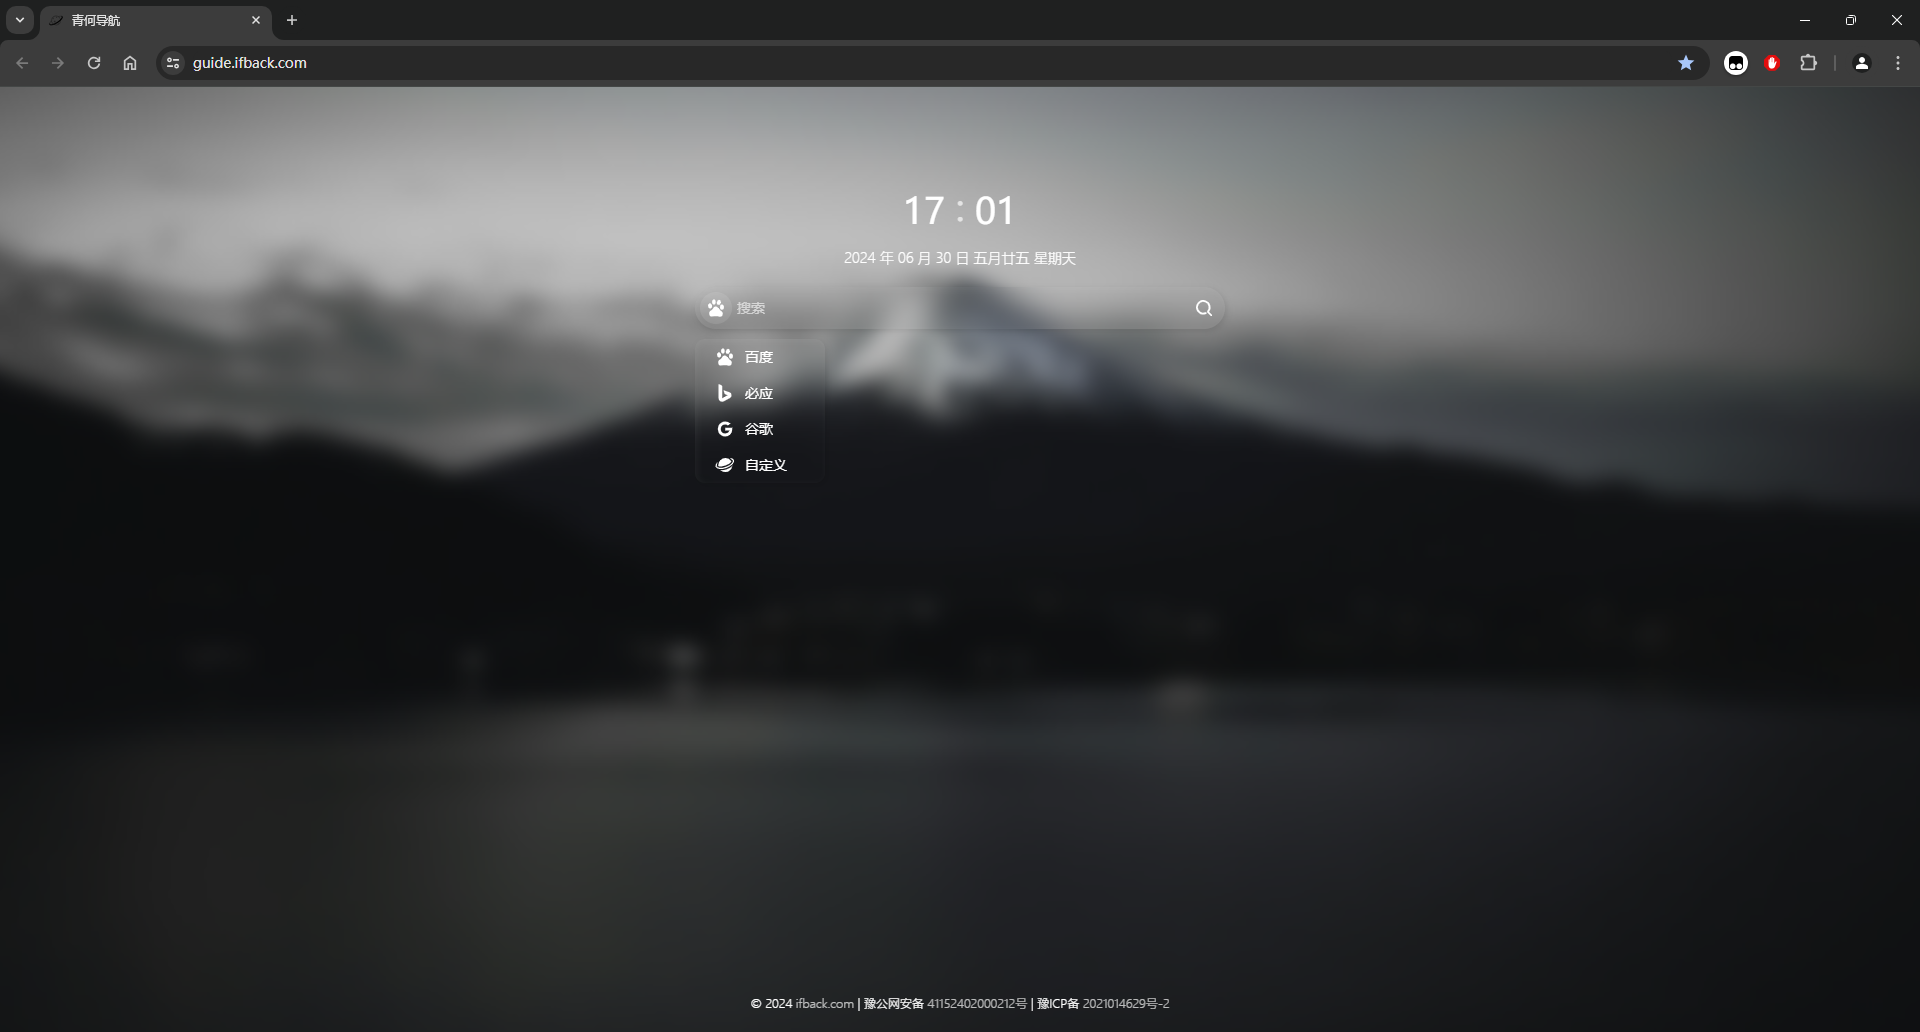 青何导航
guide.ifback.com
17 : 01
2024 年 06 月 30 日 五月廿五 星期天
搜索
百度
必应
谷歌
自定义
© 2024 ifback.com | 豫公网安备 41152402000212号 | 豫ICP备 2021014629号-2